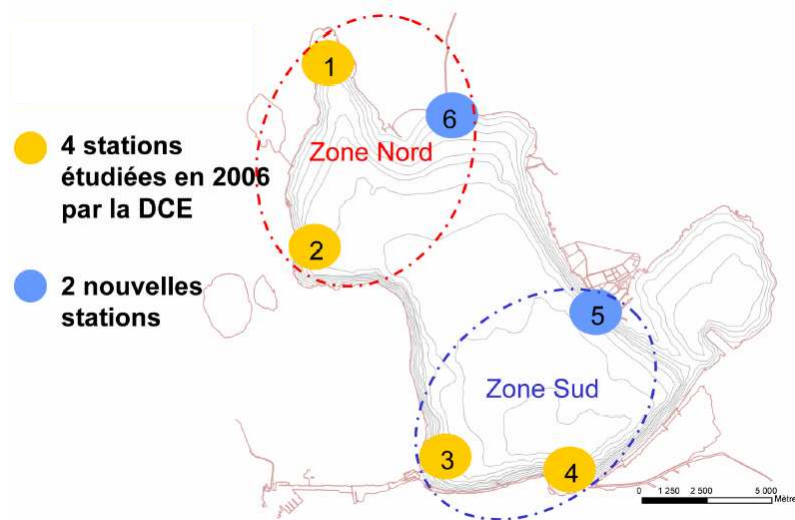 1
6
Zone Nord
4 stations
étudiées en 2006
par la DCE
2
2 nouvelles
stations
5
Zone Sud
3
4
0 1 250 2 500 5 000
Mètre